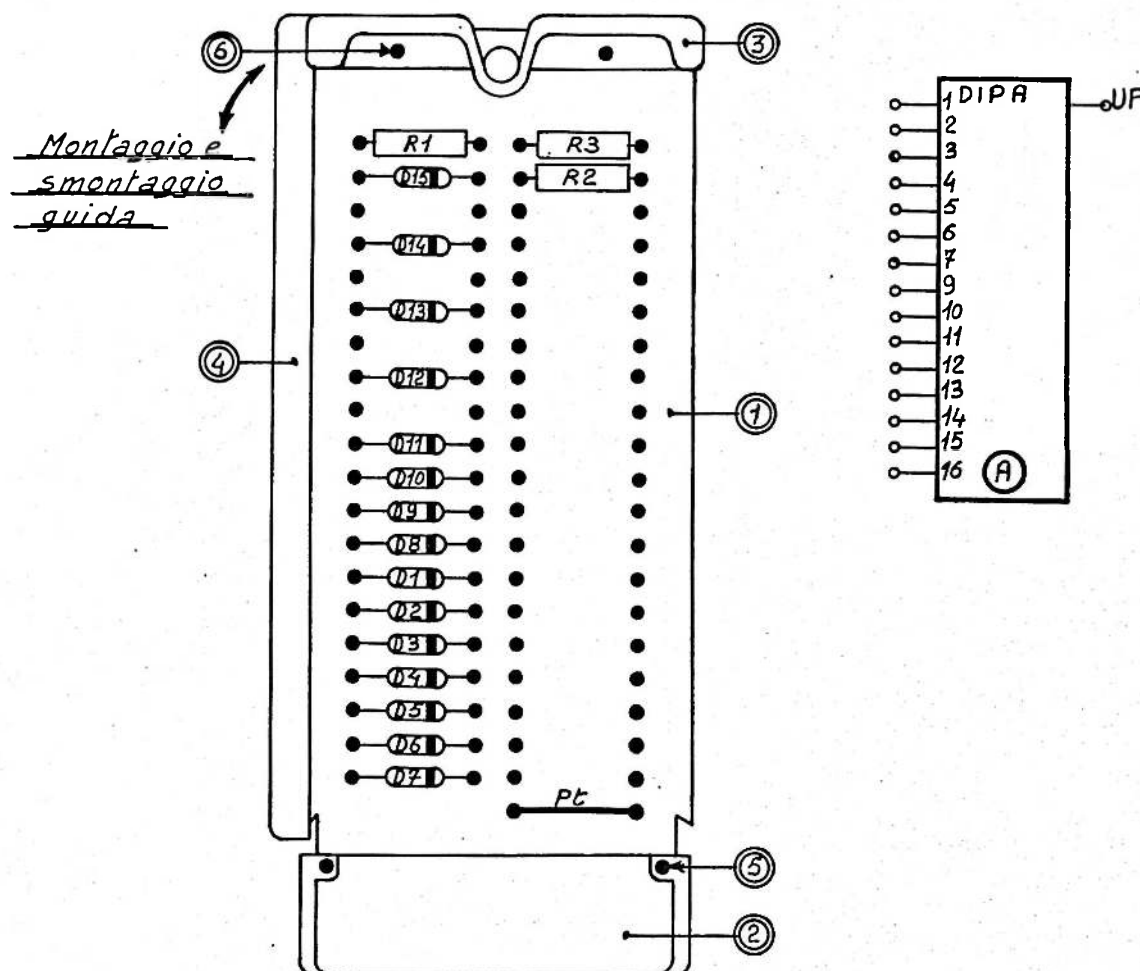 6
3
Montaggio e
smontaggio
guida
R1
R3
D15
R2
D14
D13
4
D12
1
D11
D10
D9
D8
D1
D2
D3
D4
D5
D6
D7
Pt
5
2
DIPA
UF
1
2
3
4
5
6
7
9
10
11
12
13
14
15
16
A